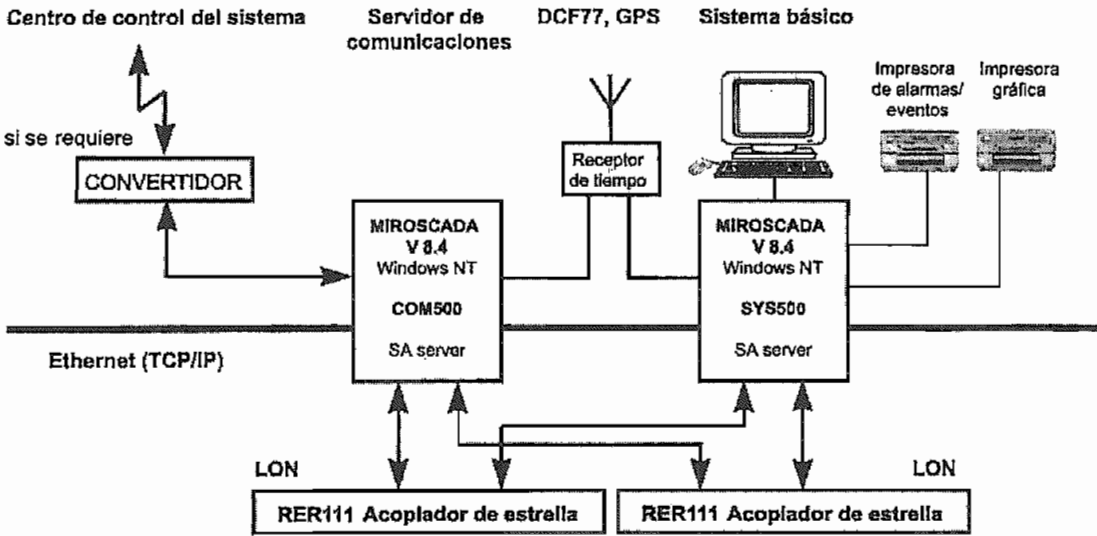 Centro de control del sistema
Servidor de
comunicaciones
DCF77, GPS
Sistema básico
Impresora
de alarmas/
eventos
Impresora
gráfica
si se requiere
CONVERTIDOR
Receptor
de tiempo
MIROSCADA
V 8.4
Windows NT
COM500
SA server
MIROSCADA
V 8.4
Windows NT
SYS500
SA server
Ethernet (TCP/IP)
LON
LON
RER111 Acoplador de estrella
RER111 Acoplador de estrella